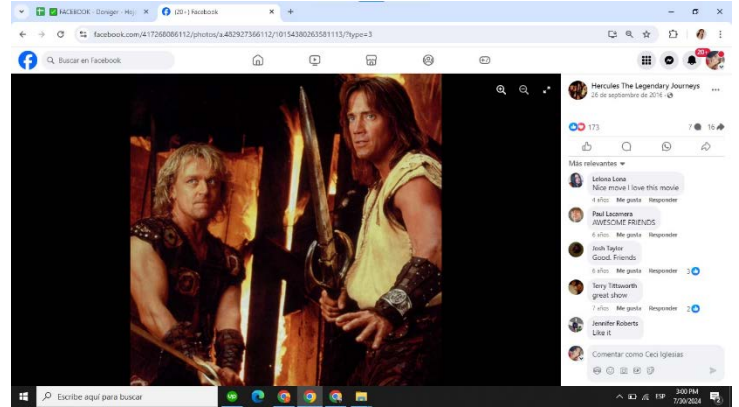 FACEBOOK - Doniger - Hoj
(20+) Facebook
facebook.com/417268086112/photos/a.482927366112/10154380263581113/?type=3
Buscar en Facebook
20+
Hercules The Legendary Journeys
26 de septiembre de 2016
173
7
16
Más relevantes
Lelona Lona
Nice move I love this movie
4 años Me gusta Responder
Paul Lacamera
AWESOME FRIENDS
6 años Me gusta Responder
Josh Taylor
Good. Friends
6 años Me gusta Responder 3
Terry Tittsworth
great show
7 años Me gusta Responder 2
Jennifer Roberts
Like it
Comentar como Ceci Iglesias
Escribe aquí para buscar
ESP
3:00 PM
7/30/2024